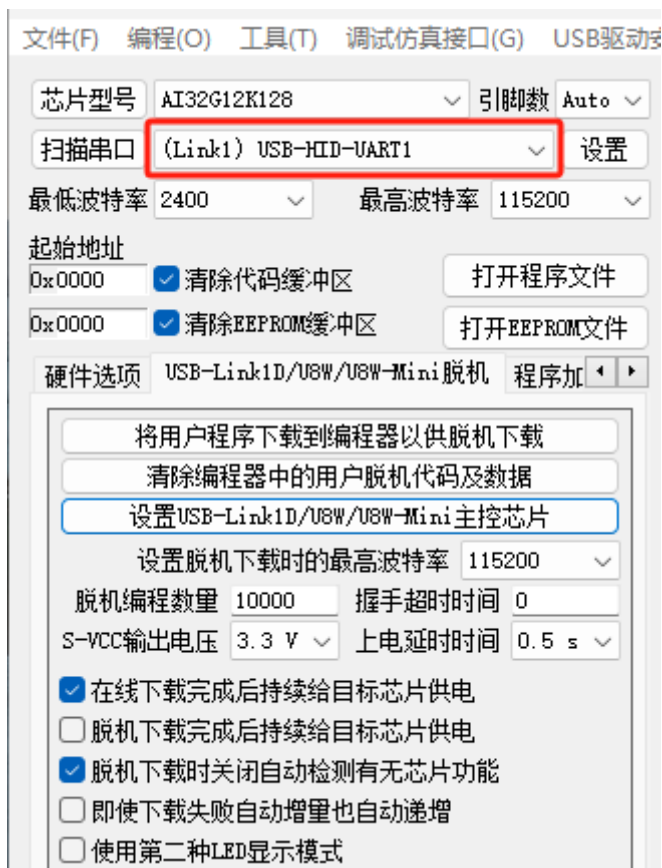 文件(F) 编程(O) 工具(T) 调试仿真接口(G) USB驱动
芯片型号 AI32G12K128 引脚数 Auto
扫描串口 (Link1) USB-HID-UART1 设置
最低波特率 2400 最高波特率 115200
起始地址
0x0000 清除代码缓冲区 打开程序文件
0x0000 清除EEPROM缓冲区 打开EEPROM文件
硬件选项 USB-Link1D/U8W/U8W-Mini脱机 程序加
将用户程序下载到编程器以供脱机下载
清除编程器中的用户脱机代码及数据
设置USB-Link1D/U8W/U8W-Mini主控芯片
设置脱机下载时的最高波特率 115200
脱机编程数量 10000 握手超时时间 0
S-VCC输出电压 3.3 V 上电延时时间 0.5 s
在线下载完成后持续给目标芯片供电
脱机下载完成后持续给目标芯片供电
脱机下载时关闭自动检测有无芯片功能
即使下载失败自动增量也自动递增
使用第二种LED显示模式